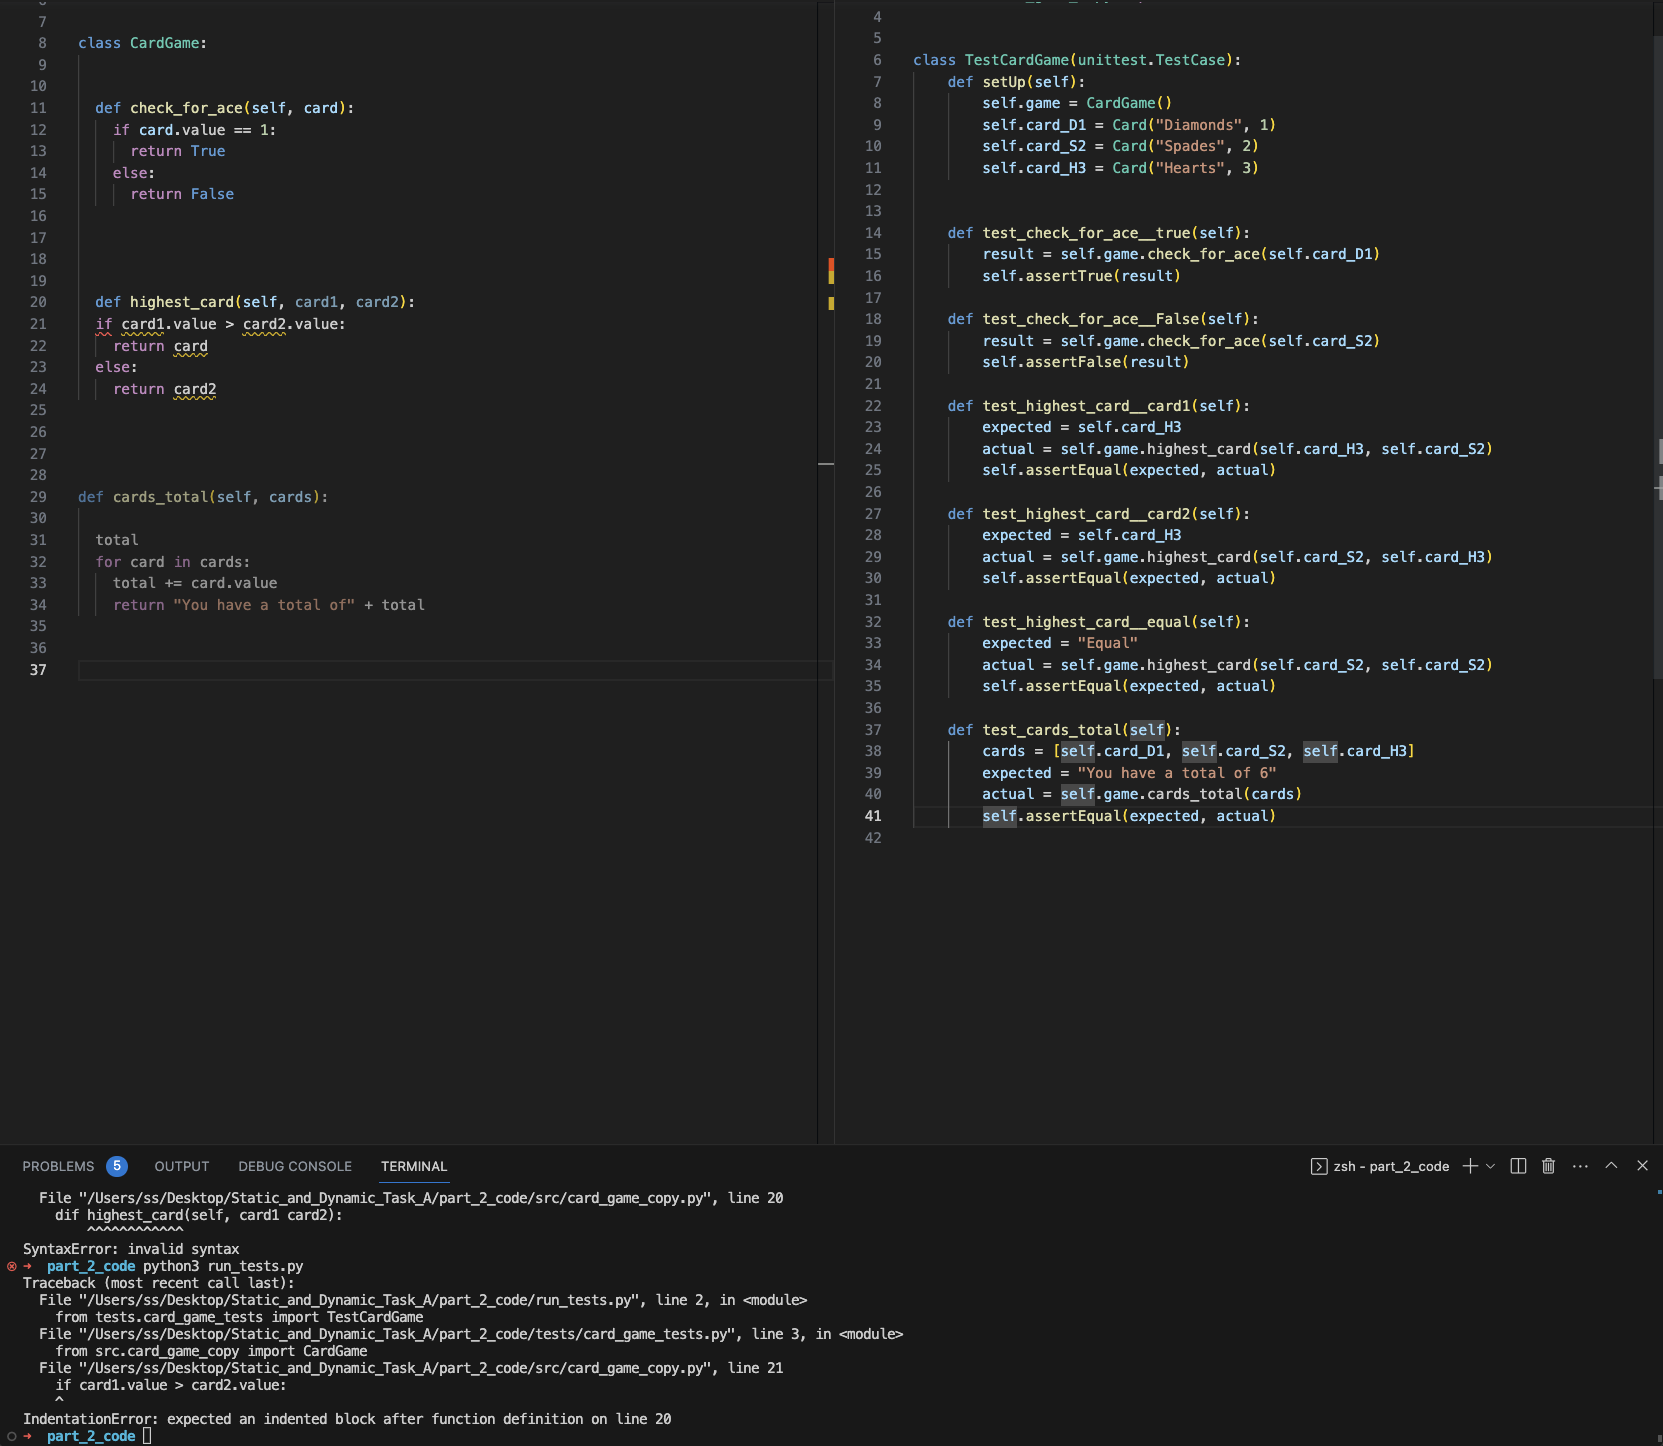 7
8 class CardGame:
9
10
11 def check_for_ace(self, card):
12 if card.value == 1:
13 return True
14 else:
15 return False
16
17
18
19
20 def highest_card(self, card1, card2):
21 if card1.value > card2.value:
22 return card
23 else:
24 return card2
25
26
27
28
29 def cards_total(self, cards):
30
31 total
32 for card in cards:
33 total += card.value
34 return "You have a total of" + total
35
36
37
4
5
6 class TestCardGame(unittest.TestCase):
7 def setUp(self):
8 self.game = CardGame()
9 self.card_D1 = Card("Diamonds", 1)
10 self.card_S2 = Card("Spades", 2)
11 self.card_H3 = Card("Hearts", 3)
12
13
14 def test_check_for_ace__true(self):
15 result = self.game.check_for_ace(self.card_D1)
16 self.assertTrue(result)
17
18 def test_check_for_ace__False(self):
19 result = self.game.check_for_ace(self.card_S2)
20 self.assertFalse(result)
21
22 def test_highest_card__card1(self):
23 expected = self.card_H3
24 actual = self.game.highest_card(self.card_H3, self.card_S2)
25 self.assertEqual(expected, actual)
26
27 def test_highest_card__card2(self):
28 expected = self.card_H3
29 actual = self.game.highest_card(self.card_S2, self.card_H3)
30 self.assertEqual(expected, actual)
31
32 def test_highest_card__equal(self):
33 expected = "Equal"
34 actual = self.game.highest_card(self.card_S2, self.card_S2)
35 self.assertEqual(expected, actual)
36
37 def test_cards_total(self):
38 cards = [self.card_D1, self.card_S2, self.card_H3]
39 expected = "You have a total of 6"
40 actual = self.game.cards_total(cards)
41 self.assertEqual(expected, actual)
42
PROBLEMS 5 OUTPUT DEBUG CONSOLE TERMINAL zsh - part_2_code
File "/Users/ss/Desktop/Static_and_Dynamic_Task_A/part_2_code/src/card_game_copy.py", line 20
dif highest_card(self, card1 card2):
^^^^^^^^^^^^
SyntaxError: invalid syntax
➜ part_2_code python3 run_tests.py
Traceback (most recent call last):
File "/Users/ss/Desktop/Static_and_Dynamic_Task_A/part_2_code/run_tests.py", line 2, in <module>
from tests.card_game_tests import TestCardGame
File "/Users/ss/Desktop/Static_and_Dynamic_Task_A/part_2_code/tests/card_game_tests.py", line 3, in <module>
from src.card_game_copy import CardGame
File "/Users/ss/Desktop/Static_and_Dynamic_Task_A/part_2_code/src/card_game_copy.py", line 21
if card1.value > card2.value:
^
IndentationError: expected an indented block after function definition on line 20
➜ part_2_code